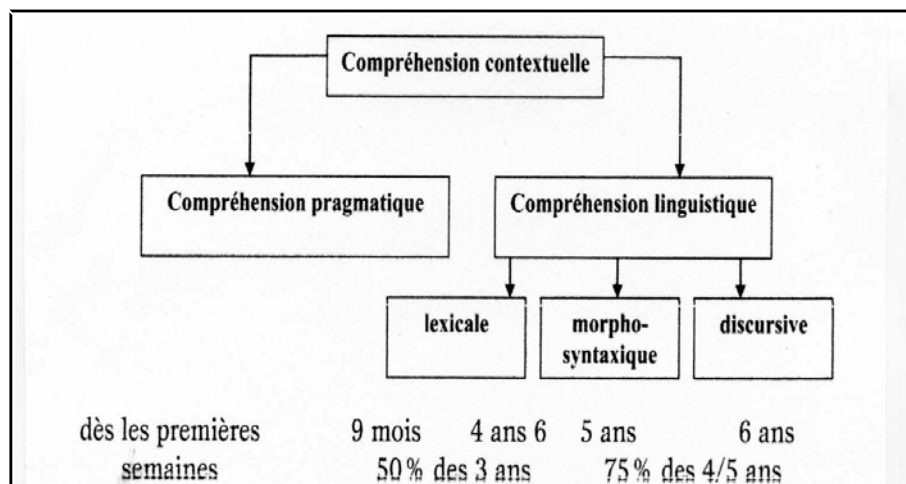 Compréhension contextuelle
Compréhension pragmatique
Compréhension linguistique
lexicale
morpho-
syntaxique
discursive
dès les premières 9 mois 4 ans 6 5 ans 6 ans
semaines 50 % des 3 ans 75 % des 4/5 ans